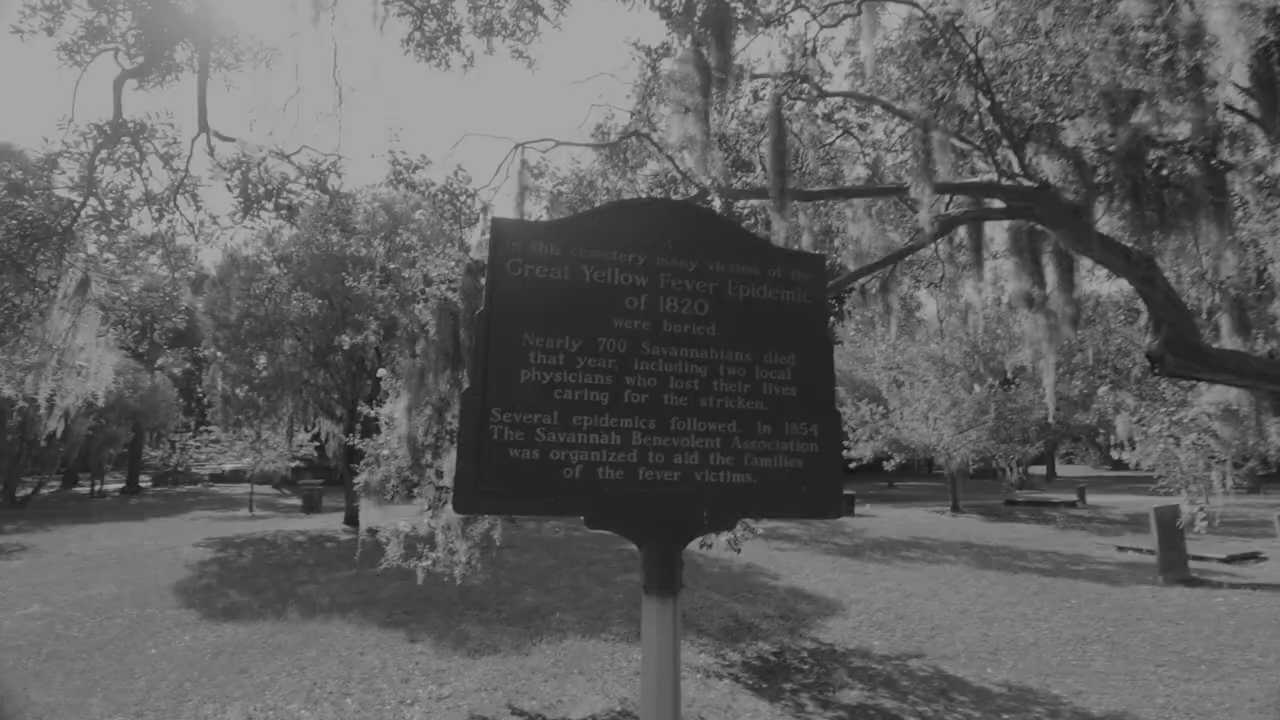 In this cemetery many victims of the
Great Yellow Fever Epidemic
of 1820
were buried.
Nearly 700 Savannahians died
that year, including two local
physicians who lost their lives
caring for the stricken.
Several epidemics followed. In 1854
The Savannah Benevolent Association
was organized to aid the families
of the fever victims.